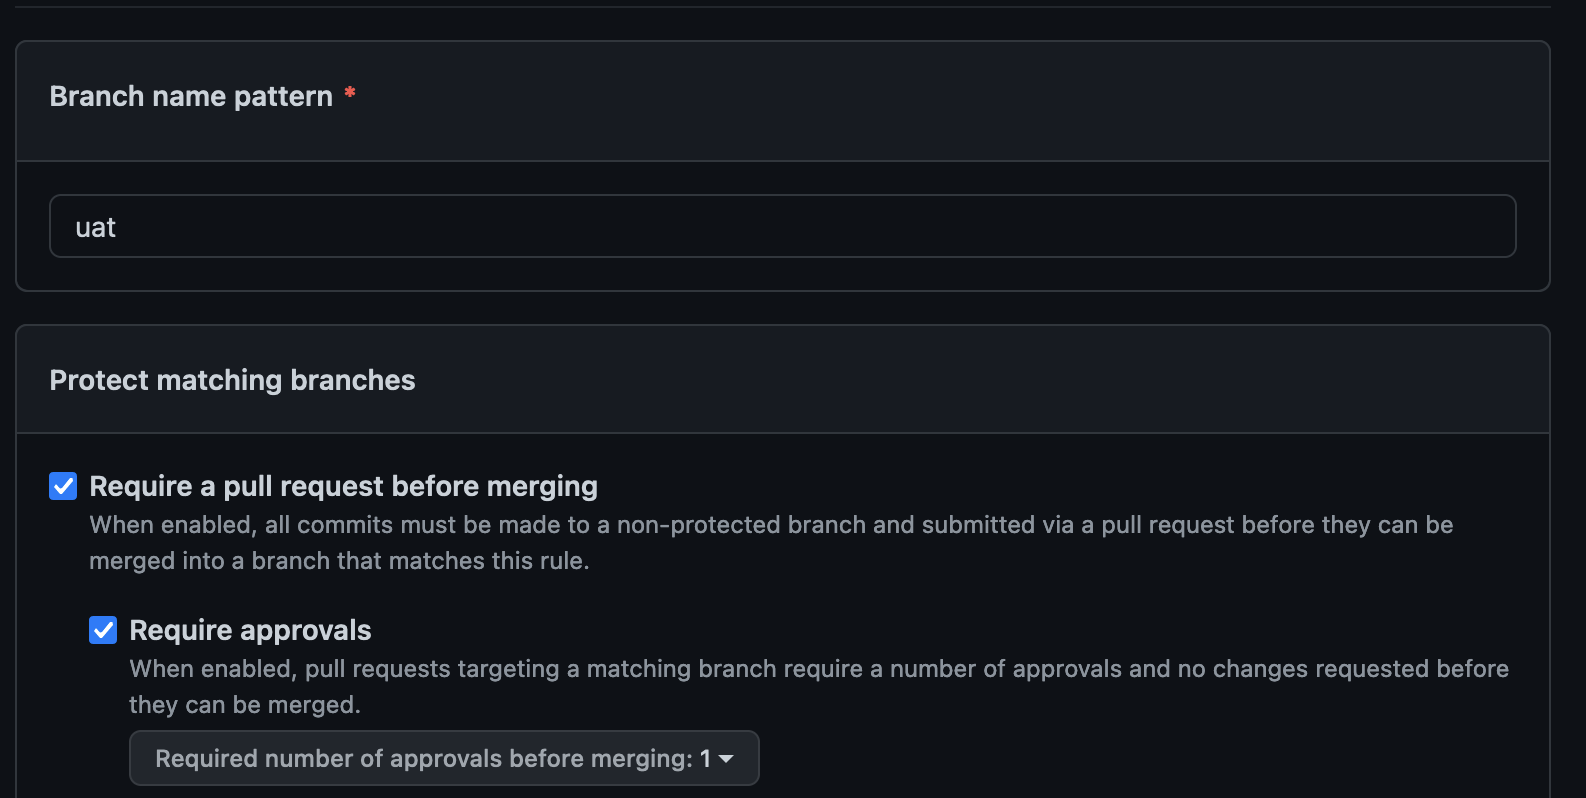 Branch name pattern *
uat
Protect matching branches
Require a pull request before merging
When enabled, all commits must be made to a non-protected branch and submitted via a pull request before they can be
merged into a branch that matches this rule.
Require approvals
When enabled, pull requests targeting a matching branch require a number of approvals and no changes requested before
they can be merged.
Required number of approvals before merging: 1